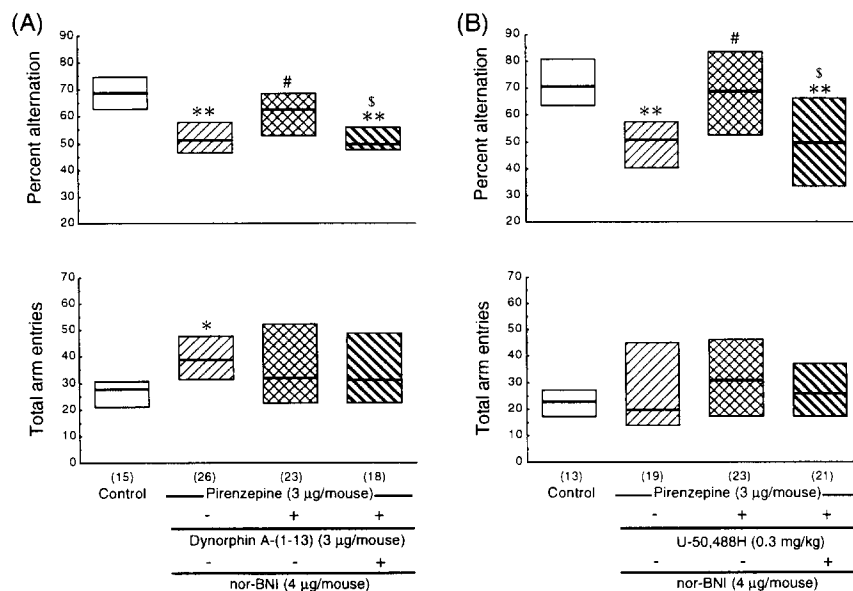 (A)
Percent alternation
90
80
70
60
50
40
30
20
**
#
$
**
Total arm entries
70
60
50
40
30
20
10
0
*
(15) (26) (23) (18)
Control Pirenzepine (3 µg/mouse)
- + +
Dynorphin A-(1-13) (3 µg/mouse)
- - +
nor-BNI (4 µg/mouse)
(B)
Percent alternation
90
80
70
60
50
40
30
20
**
#
$
**
Total arm entries
70
60
50
40
30
20
10
0
(13) (19) (23) (21)
Control Pirenzepine (3 µg/mouse)
- + +
U-50,488H (0.3 mg/kg)
- - +
nor-BNI (4 µg/mouse)